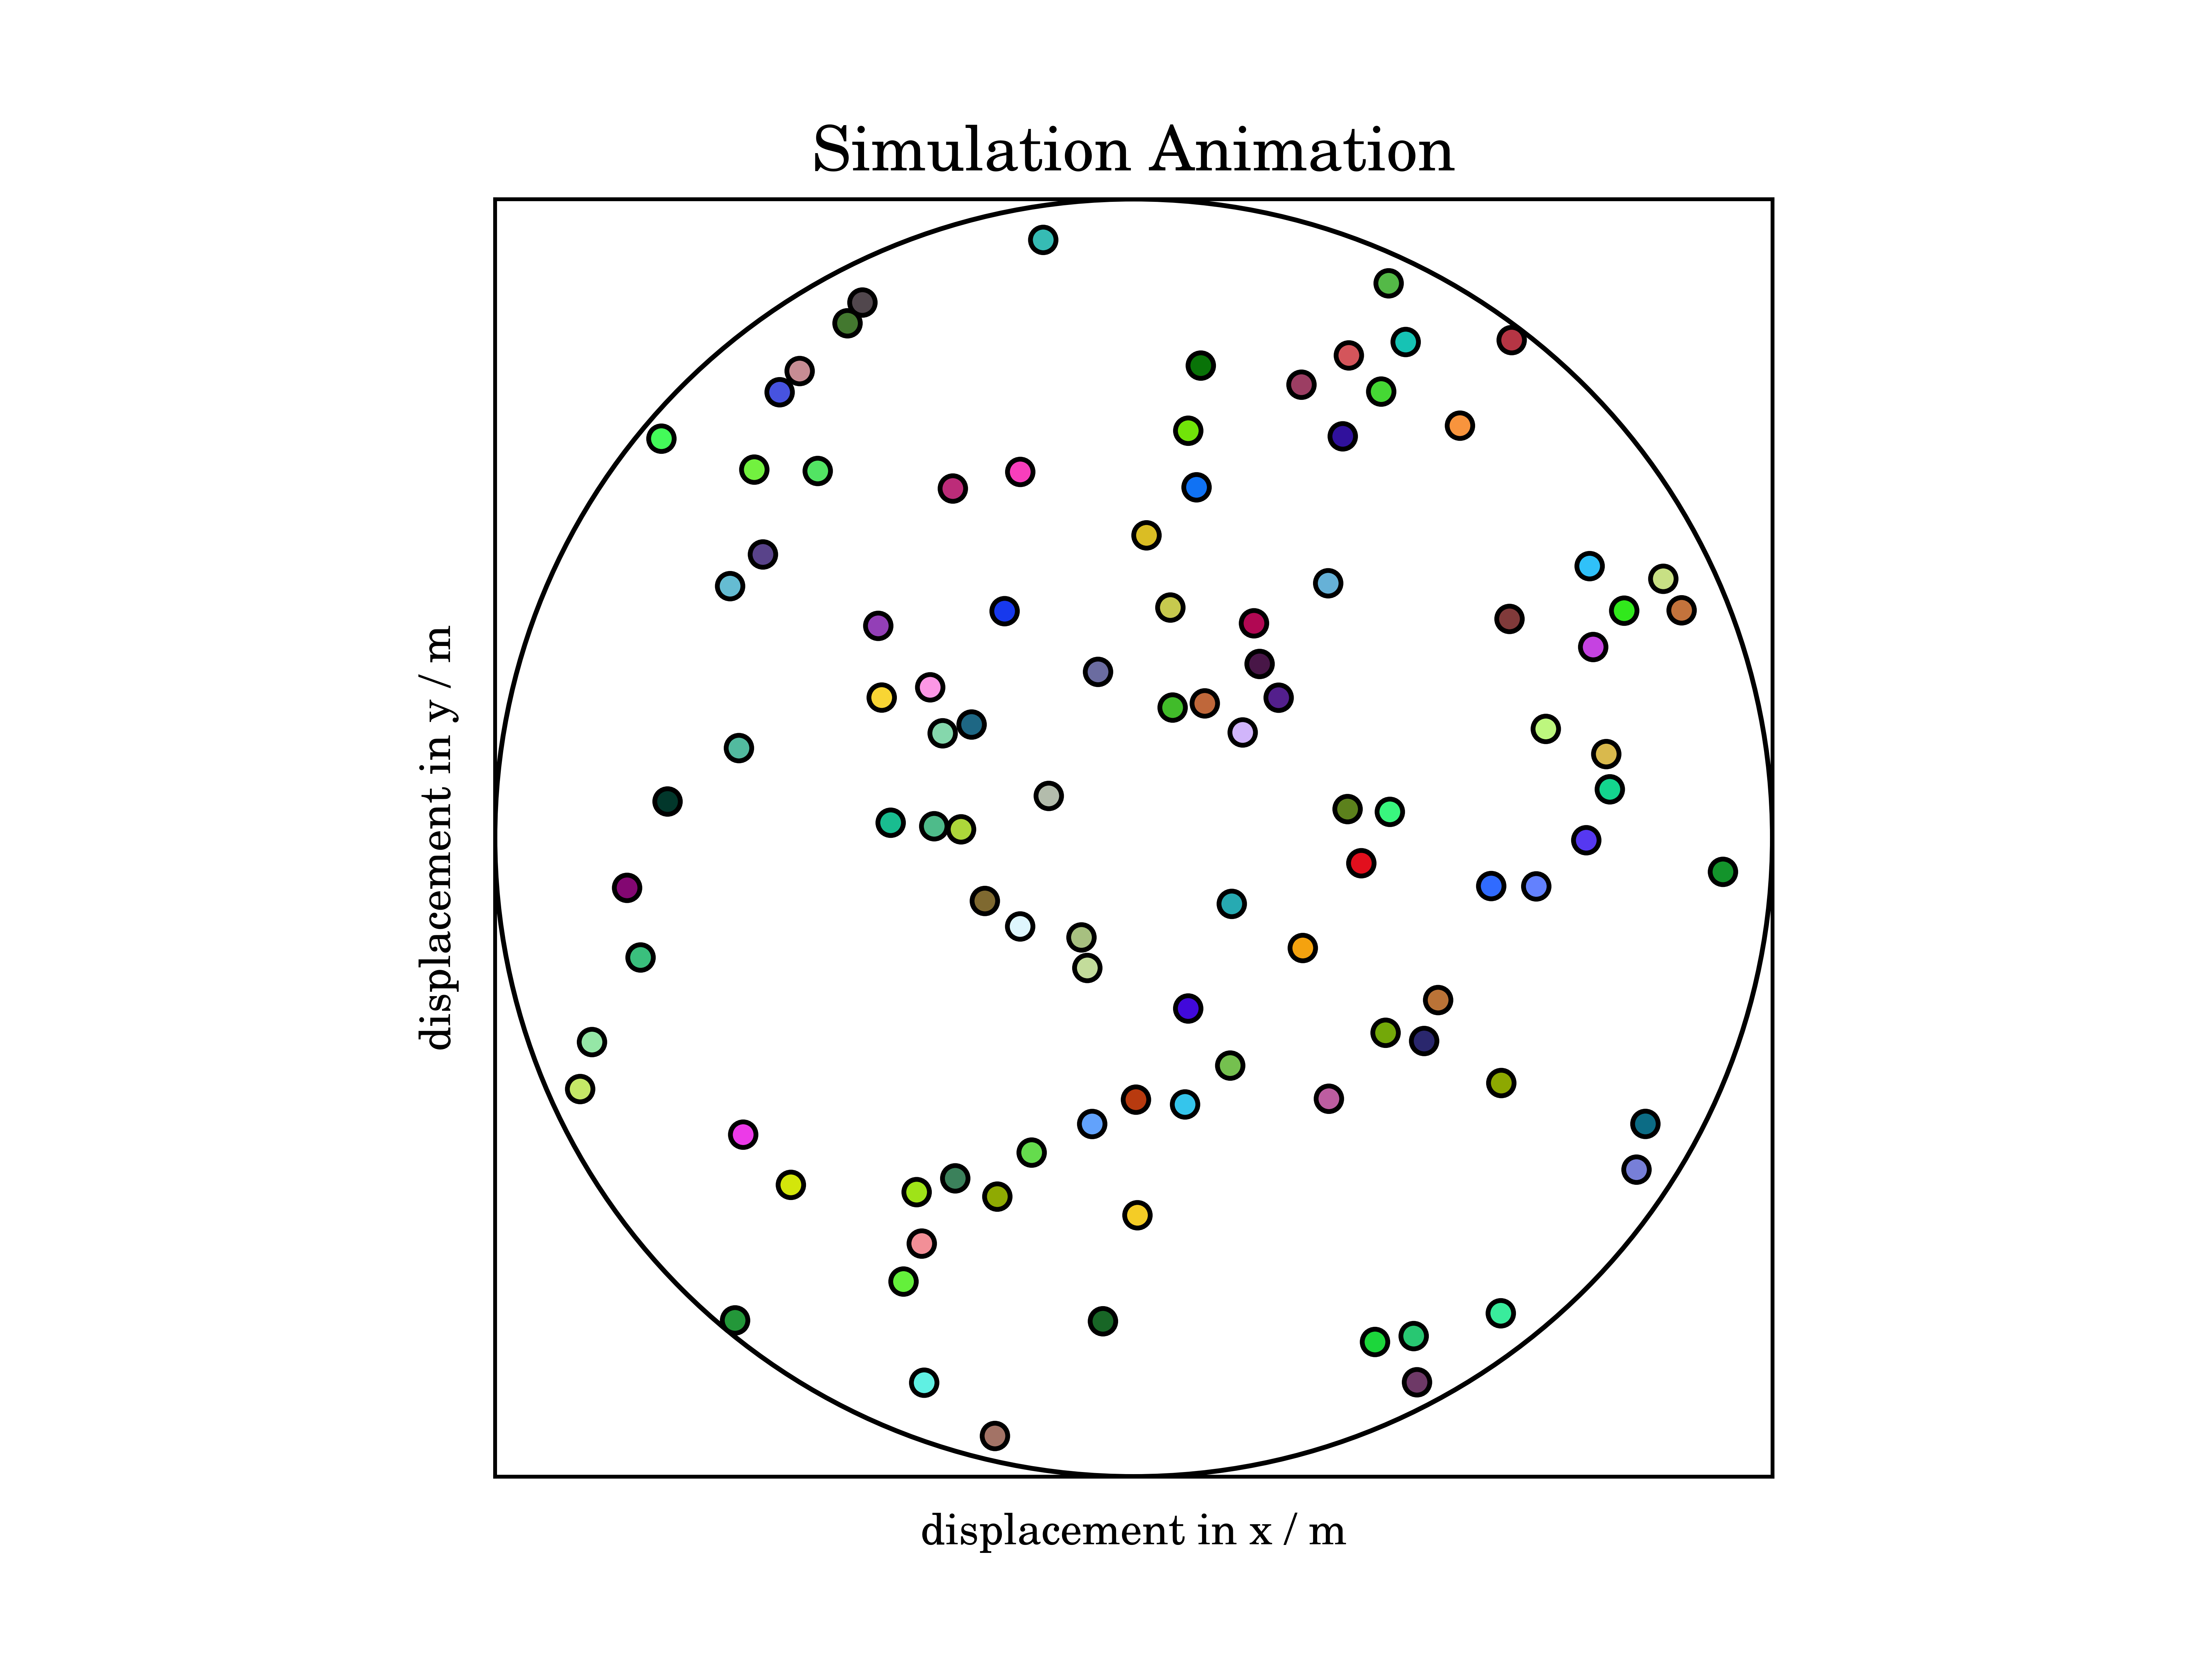 Simulation Animation
displacement in y / m
displacement in x / m